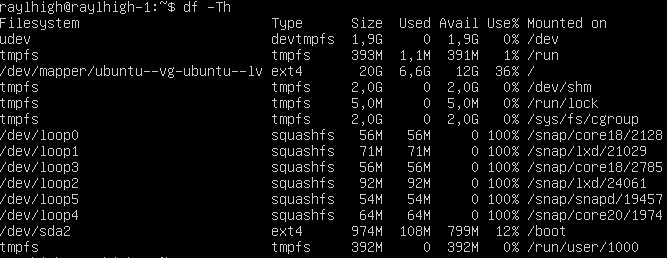 raylhigh@raylhigh-1:~$ df -Th
Filesystem Type Size Used Avail Use% Mounted on
udev devtmpfs 1,9G 0 1,9G 0% /dev
tmpfs tmpfs 393M 1,1M 391M 1% /run
/dev/mapper/ubuntu--vg-ubuntu--lv ext4 20G 6,6G 12G 36% /
tmpfs tmpfs 2,0G 0 2,0G 0% /dev/shm
tmpfs tmpfs 5,0M 0 5,0M 0% /run/lock
tmpfs tmpfs 2,0G 0 2,0G 0% /sys/fs/cgroup
/dev/loop0 squashfs 56M 56M 0 100% /snap/core18/2128
/dev/loop1 squashfs 71M 71M 0 100% /snap/lxd/21029
/dev/loop3 squashfs 56M 56M 0 100% /snap/core18/2785
/dev/loop2 squashfs 92M 92M 0 100% /snap/lxd/24061
/dev/loop5 squashfs 54M 54M 0 100% /snap/snapd/19457
/dev/loop4 squashfs 64M 64M 0 100% /snap/core20/1974
/dev/sda2 ext4 974M 108M 799M 12% /boot
tmpfs tmpfs 392M 0 392M 0% /run/user/1000